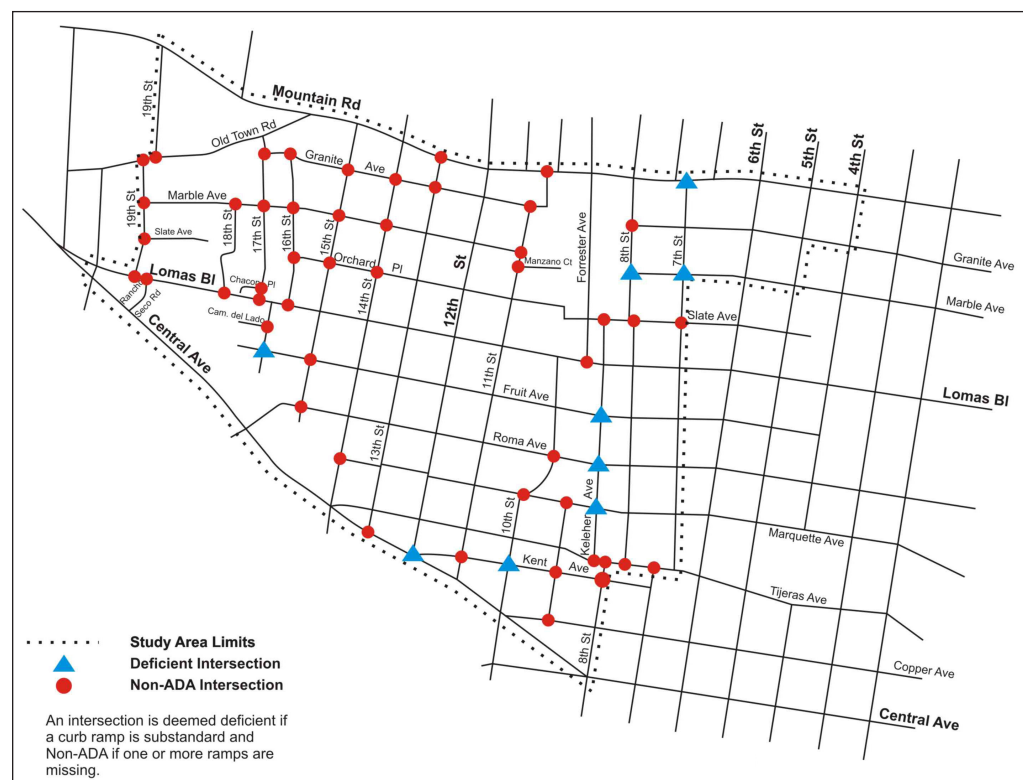 Mountain Rd
19th St
Old Town Rd
Granite Ave
6th St
5th St
4th St
Marble Ave
19th St
Slate Ave
18th St
17th St
16th St
15th St
Orchard Pl
14th St
12th St
Manzano Ct
Forrester Ave
8th St
7th St
Granite Ave
Marble Ave
Lomas Bl
Rancho
Seco Rd
Chacoma Pl
Cam. del Lado
Slate Ave
Central Ave
11th St
Fruit Ave
Lomas Bl
Roma Ave
13th St
10th St
Keleher Ave
Marquette Ave
Kent Ave
Tijeras Ave
8th St
Copper Ave
Central Ave
Study Area Limits
Deficient Intersection
Non-ADA Intersection
An intersection is deemed deficient if
a curb ramp is substandard and
Non-ADA if one or more ramps are
missing.